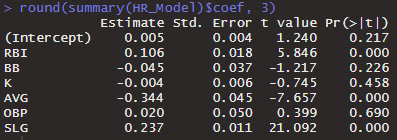 > round(summary(HR_Model)$coef, 3)
Estimate Std. Error t value Pr(>|t|)
(Intercept) 0.005 0.004 1.240 0.217
RBI 0.106 0.018 5.846 0.000
BB -0.045 0.037 -1.217 0.226
K -0.004 0.006 -0.745 0.458
AVG -0.344 0.045 -7.657 0.000
OBP 0.020 0.050 0.399 0.690
SLG 0.237 0.011 21.092 0.000